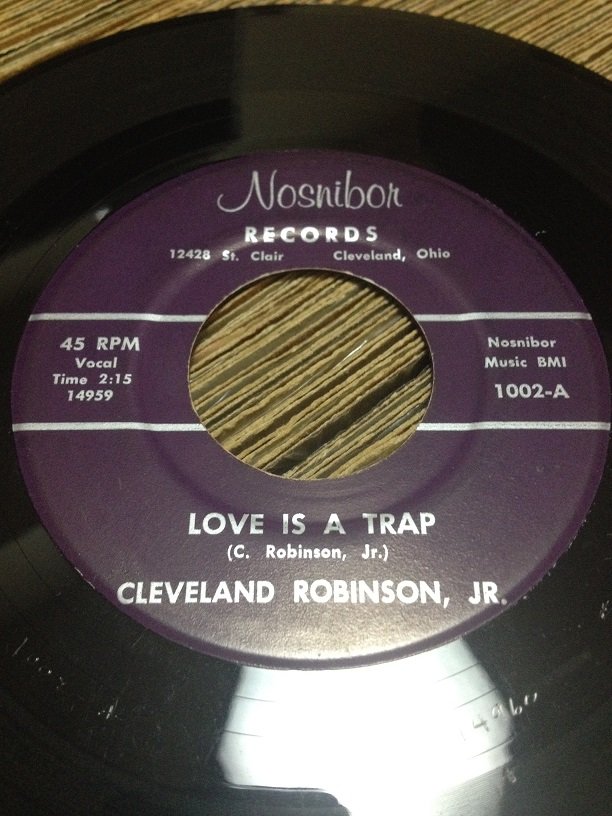 Nosnibor
RECORDS
12428 St. Clair Cleveland, Ohio
45 RPM
Vocal
Time 2:15
14959
Nosnibor
Music BMI
1002-A
LOVE IS A TRAP
(C. Robinson, Jr.)
CLEVELAND ROBINSON, JR.